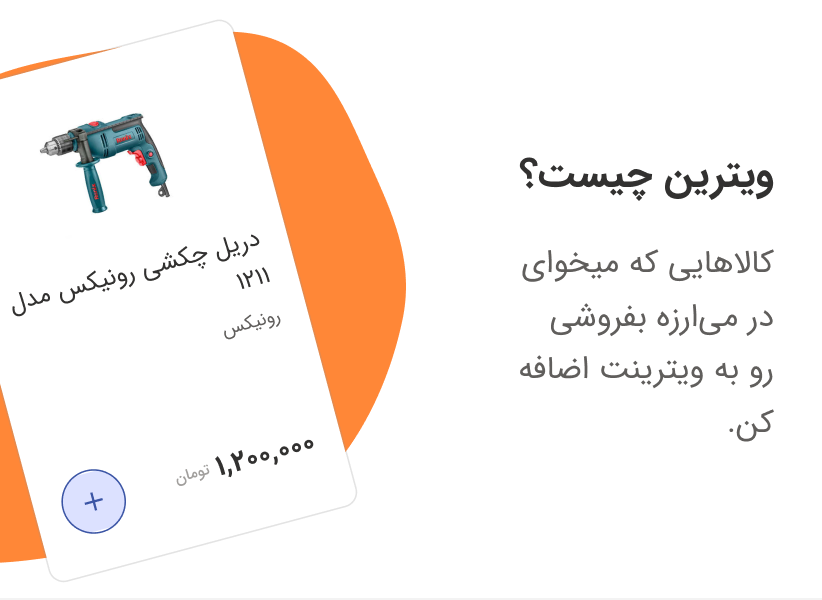 ویترین چیست؟
کالاهایی که میخوای
در می‌ارزه بفروشی
رو به ویترینت اضافه
کن.
دریل چکشی رونیکس مدل
۱۲۱۱
رونیکس
۱,۲۰۰,۰۰۰ تومان
+